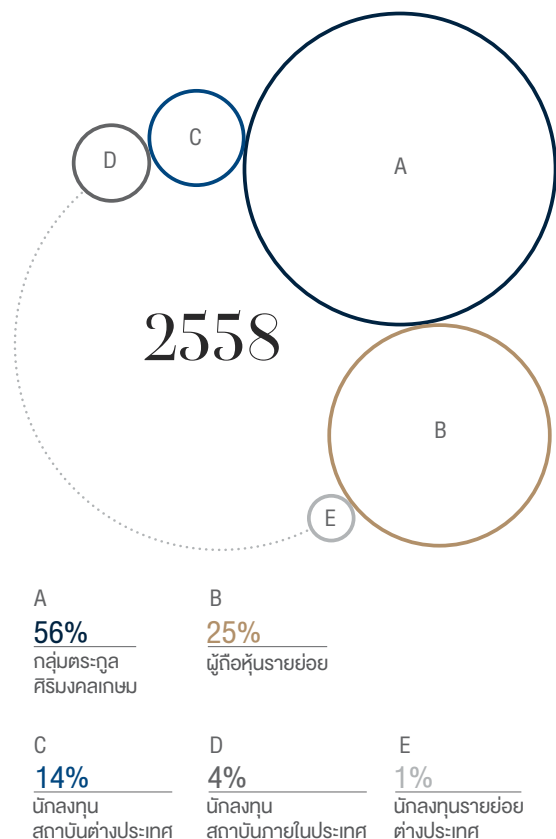 A
C
D
2558
B
E
A
56%
กลุ่มตระกูล
ศิริมงคลเกษม
B
25%
ผู้ถือหุ้นรายย่อย
C
14%
นักลงทุน
สถาบันต่างประเทศ
D
4%
นักลงทุน
สถาบันภายในประเทศ
E
1%
นักลงทุนรายย่อย
ต่างประเทศ